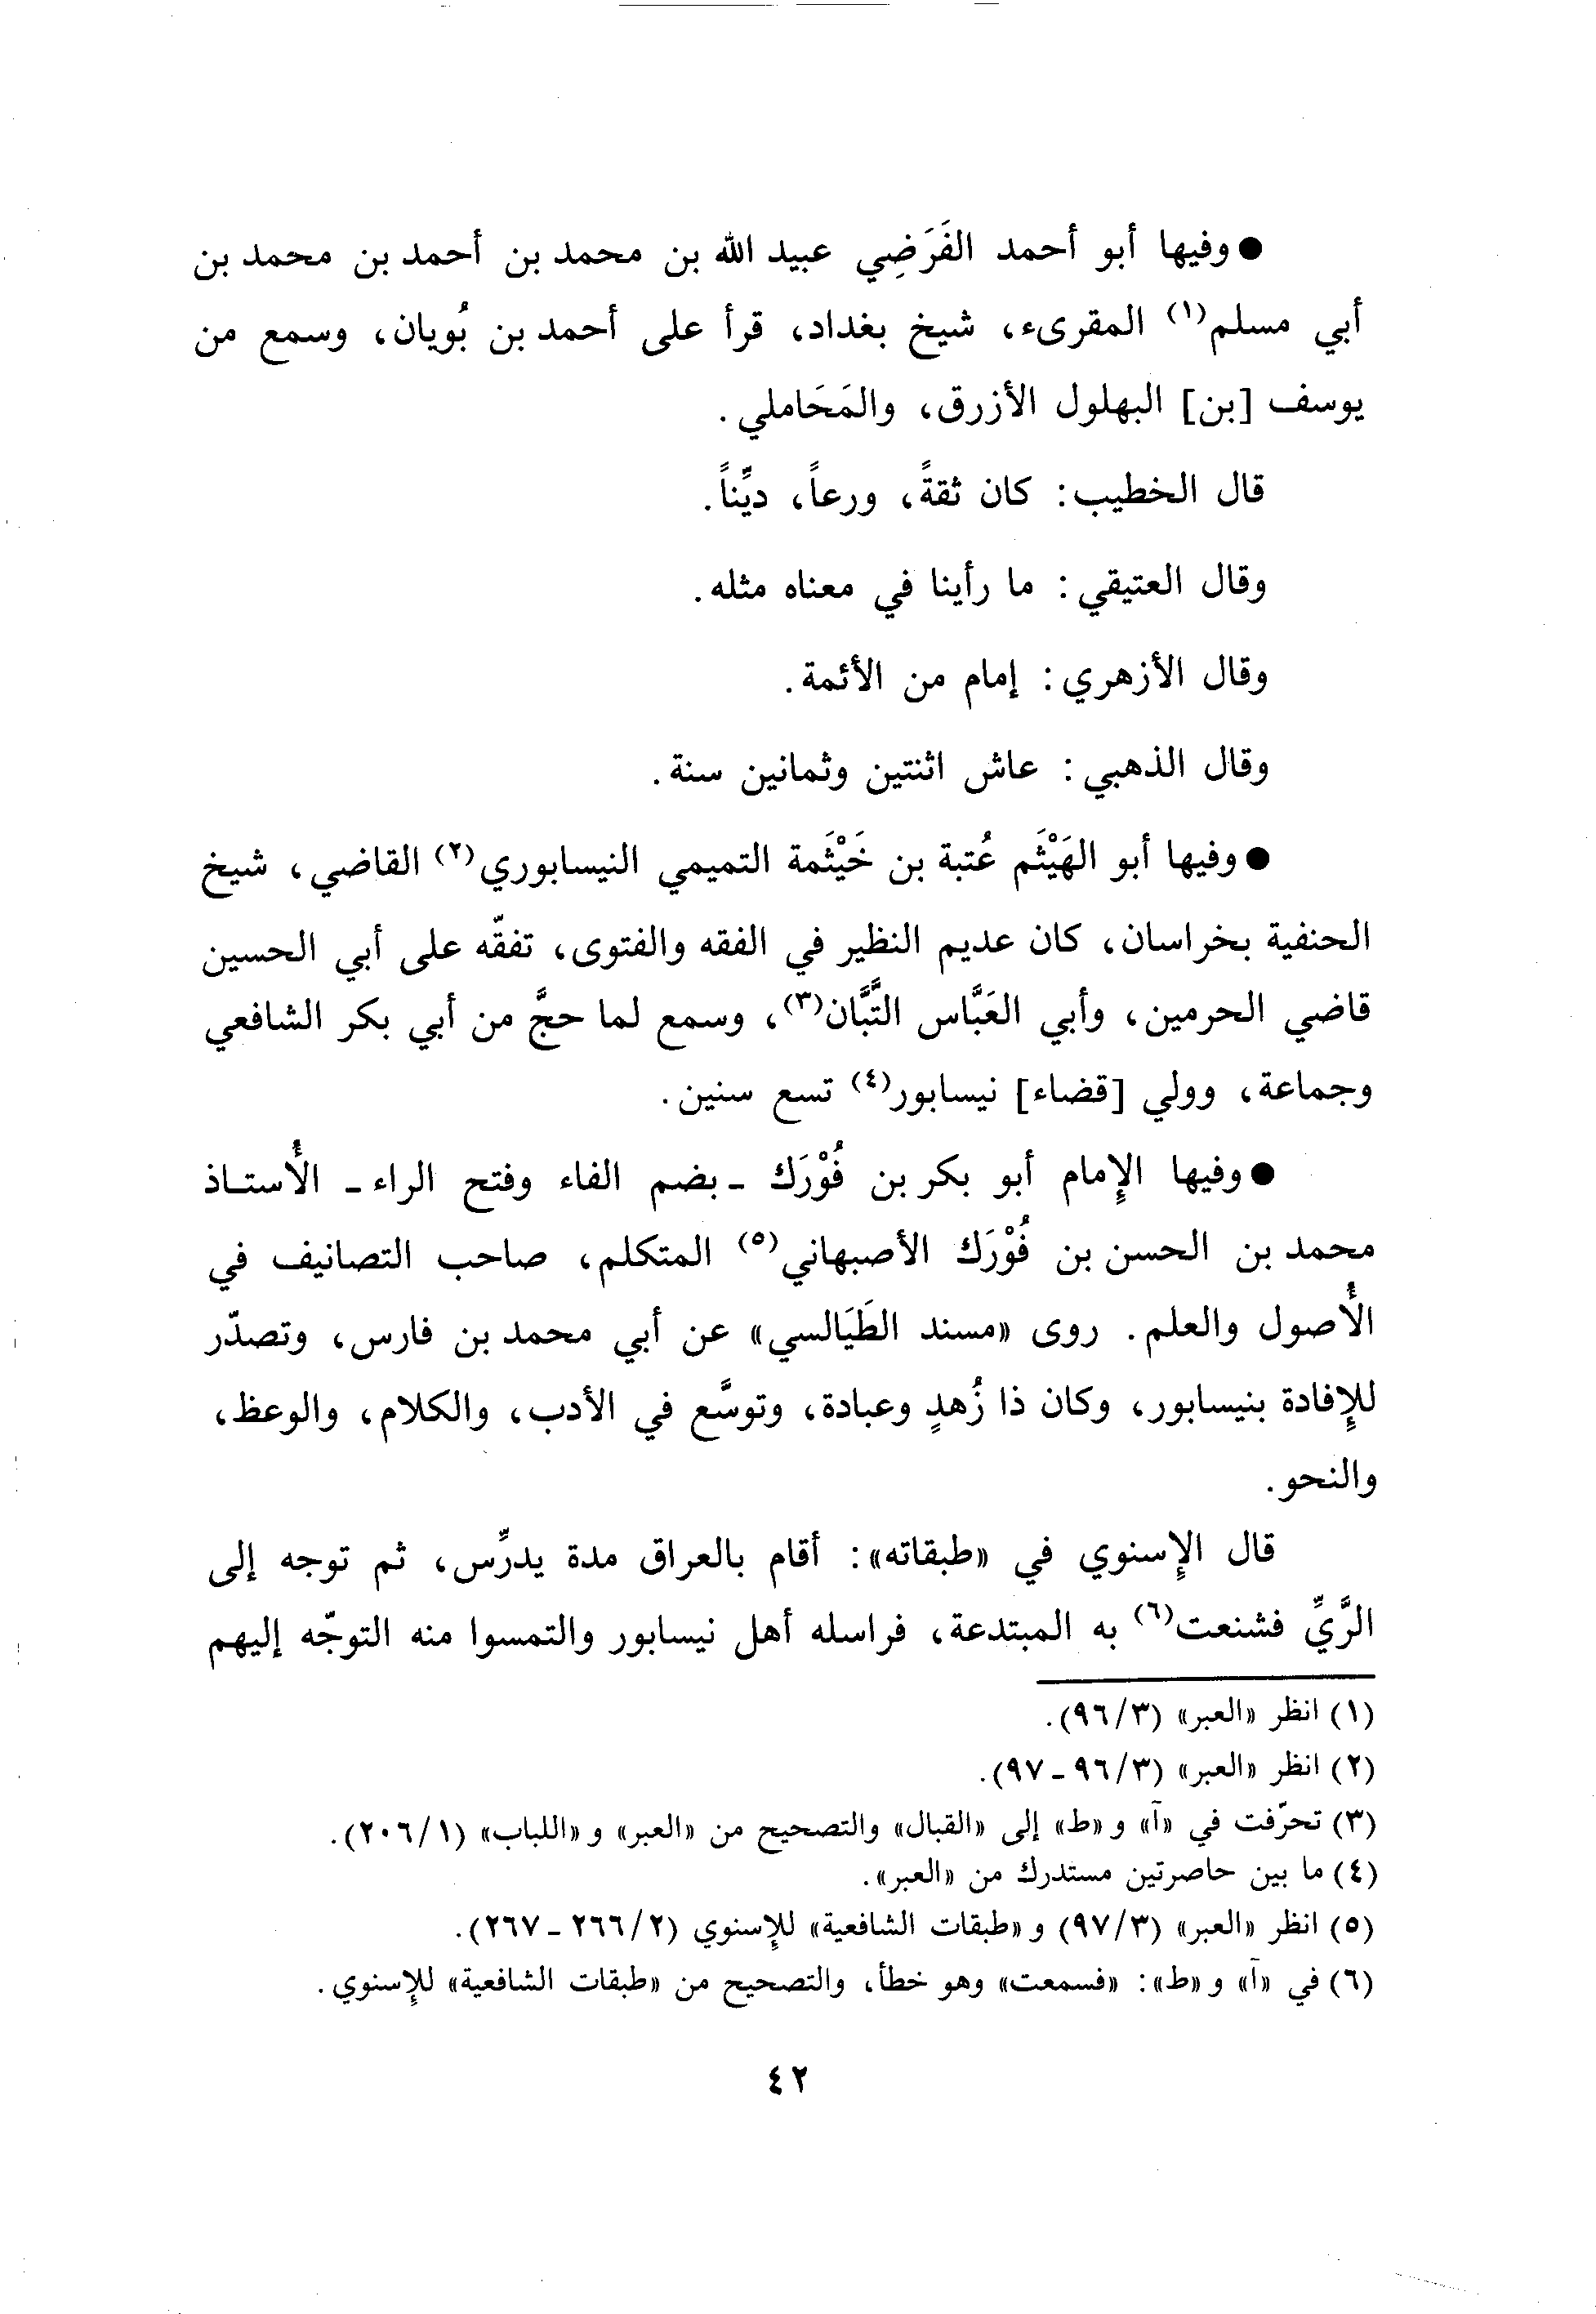 ● وفيها أبو أحمد الفَرَضِي عبيد الله بن محمد بن أحمد بن محمد بن
أبي مسلم(١) المقرىء، شيخ بغداد، قرأ على أحمد بن بُويان، وسمع من
يوسف [بن] البهلول الأزرق، والمَحَاملي.
قال الخطيب: كان ثقةً، ورعاً، ديِّناً.
وقال العتيقي: ما رأينا في معناه مثله.
وقال الأزهري: إمام من الأئمة.
وقال الذهبي: عاش اثنتين وثمانين سنة.
● وفيها أبو الهَيْثَم عُتبة بن خَيْثَمة التميمي النيسابوري(٢) القاضي، شيخ
الحنفية بخراسان، كان عديم النظير في الفقه والفتوى، تفقّه على أبي الحسين
قاضي الحرمين، وأبي العَبَّاس التَّبَّان(٣)، وسمع لما حجَّ من أبي بكر الشافعي
وجماعة، وولي [قضاء] نيسابور(٤) تسع سنين.
● وفيها الإمام أبو بكر بن فُوْرَك ـ بضم الفاء وفتح الراء ـ الأُستاذ
محمد بن الحسن بن فُوْرَك الأصبهاني(٥) المتكلم، صاحب التصانيف في
الأُصول والعلم. روى «مسند الطَيَالسي» عن أبي محمد بن فارس، وتصدّر
للإفادة بنيسابور، وكان ذا زُهدٍ وعبادة، وتوسَّع في الأدب، والكلام، والوعظ،
والنحو.
قال الإسنوي في «طبقاته»: أقام بالعراق مدة يدرِّس، ثم توجه إلى
الرَّيِّ فشنعت(٦) به المبتدعة، فراسله أهل نيسابور والتمسوا منه التوجّه إليهم
(١) انظر «العبر» (٣/ ٩٦).
(٢) انظر «العبر» (٣/ ٩٦ ـ ٩٧).
(٣) تحرّفت في «آ» و «ط» إلى «القبال» والتصحيح من «العبر» و «اللباب» (١/ ٢٠٦).
(٤) ما بين حاصرتين مستدرك من «العبر».
(٥) انظر «العبر» (٣/ ٩٧) و «طبقات الشافعية» للإسنوي (٢/ ٢٦٦ ـ ٢٦٧).
(٦) في «آ» و «ط»: «فسمعت» وهو خطأ، والتصحيح من «طبقات الشافعية» للإسنوي.
٤٢